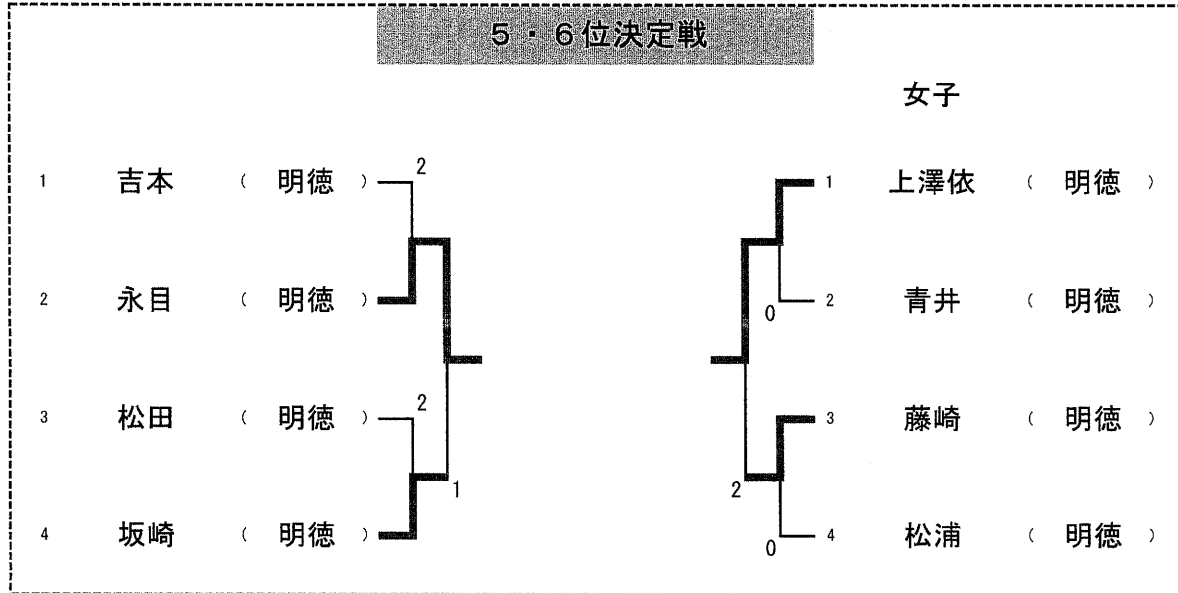 5・6位決定戦
女子
1 吉本 （ 明徳 ） 2
2 永目 （ 明徳 ）
3 松田 （ 明徳 ） 2
4 坂崎 （ 明徳 ） 1
1 上澤依 （ 明徳 ）
0 2 青井 （ 明徳 ）
3 藤崎 （ 明徳 ）
2
0 4 松浦 （ 明徳 ）